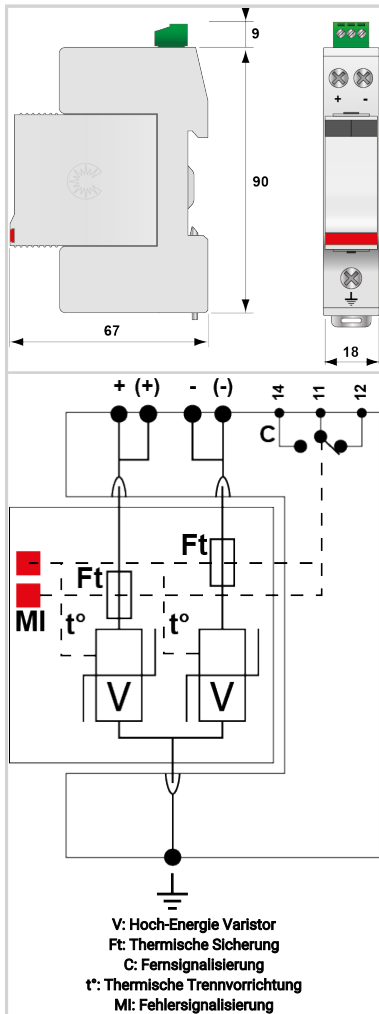 9
90
67
+ -
18
+ (+) - (-)
14 11 12
C
Ft
Ft
MI
t°
t°
V
V
V: Hoch-Energie Varistor
Ft: Thermische Sicherung
C: Fernsignalisierung
t°: Thermische Trennvorrichtung
MI: Fehlersignalisierung